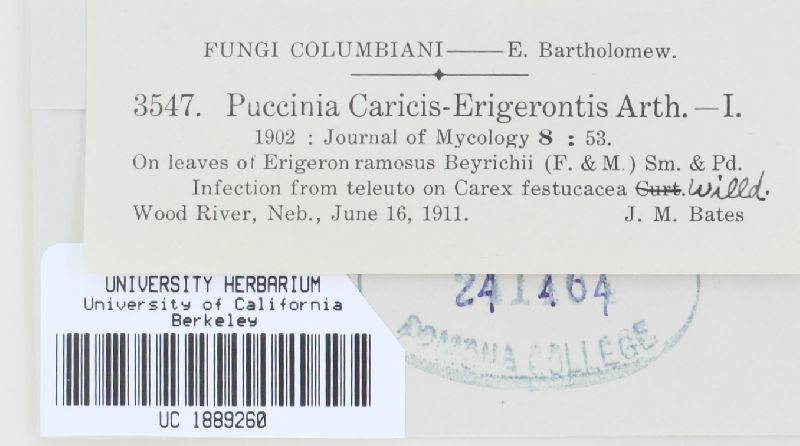 FUNGI COLUMBIANI—E. Bartholomew.
3547. Puccinia Caricis-Erigerontis Arth. — I.
1902 : Journal of Mycology 8 : 53.
On leaves of Erigeron ramosus Beyrichii (F. & M.) Sm. & Pd.
Infection from teleuto on Carex festucacea Curt. Willd.
Wood River, Neb., June 16, 1911. J. M. Bates
UNIVERSITY HERBARIUM
University of California
Berkeley
UC 1889260
241464
POMONA COLLEGE